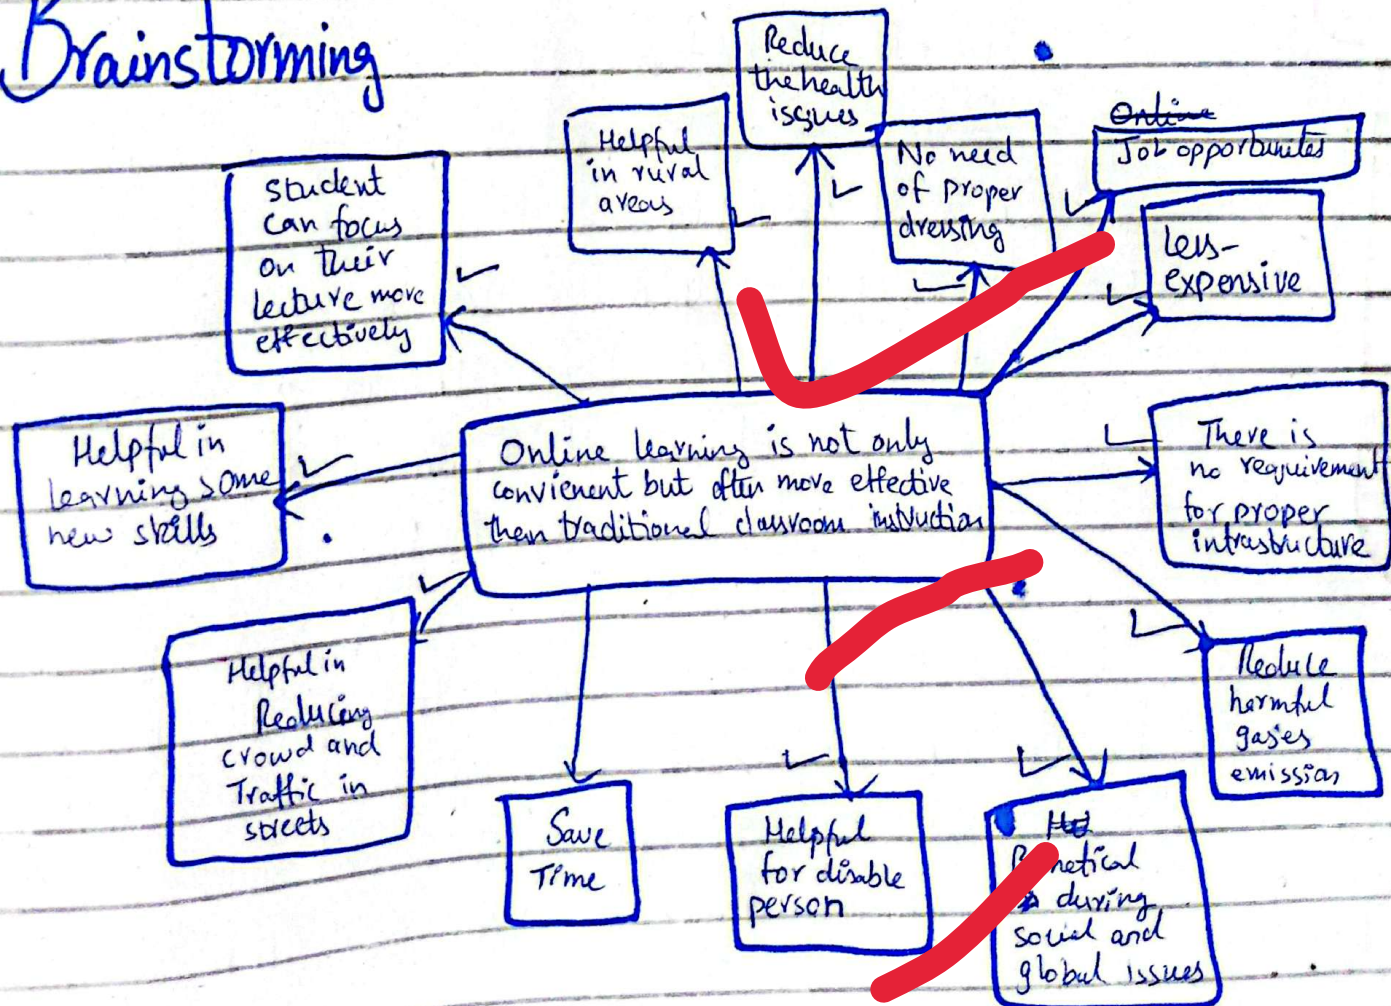 Brainstorming
Reduce
the health
issues
Helpful
in rural
areas
No need
of proper
dressing
Online
Job opportunites
Less-
expensive
student
can focus
on their
lecture more
effectively
Helpful in
learning some
new skills
Online learning is not only
convienent but often more effective
then traditional classroom instruction
There is
no requirement
for proper
intrastructure
Reduce
harmful
gases
emission
Helpful in
Reducing
crowd and
Traffic in
streets
Save
Time
Helpful
for disable
person
during
social and
global issues